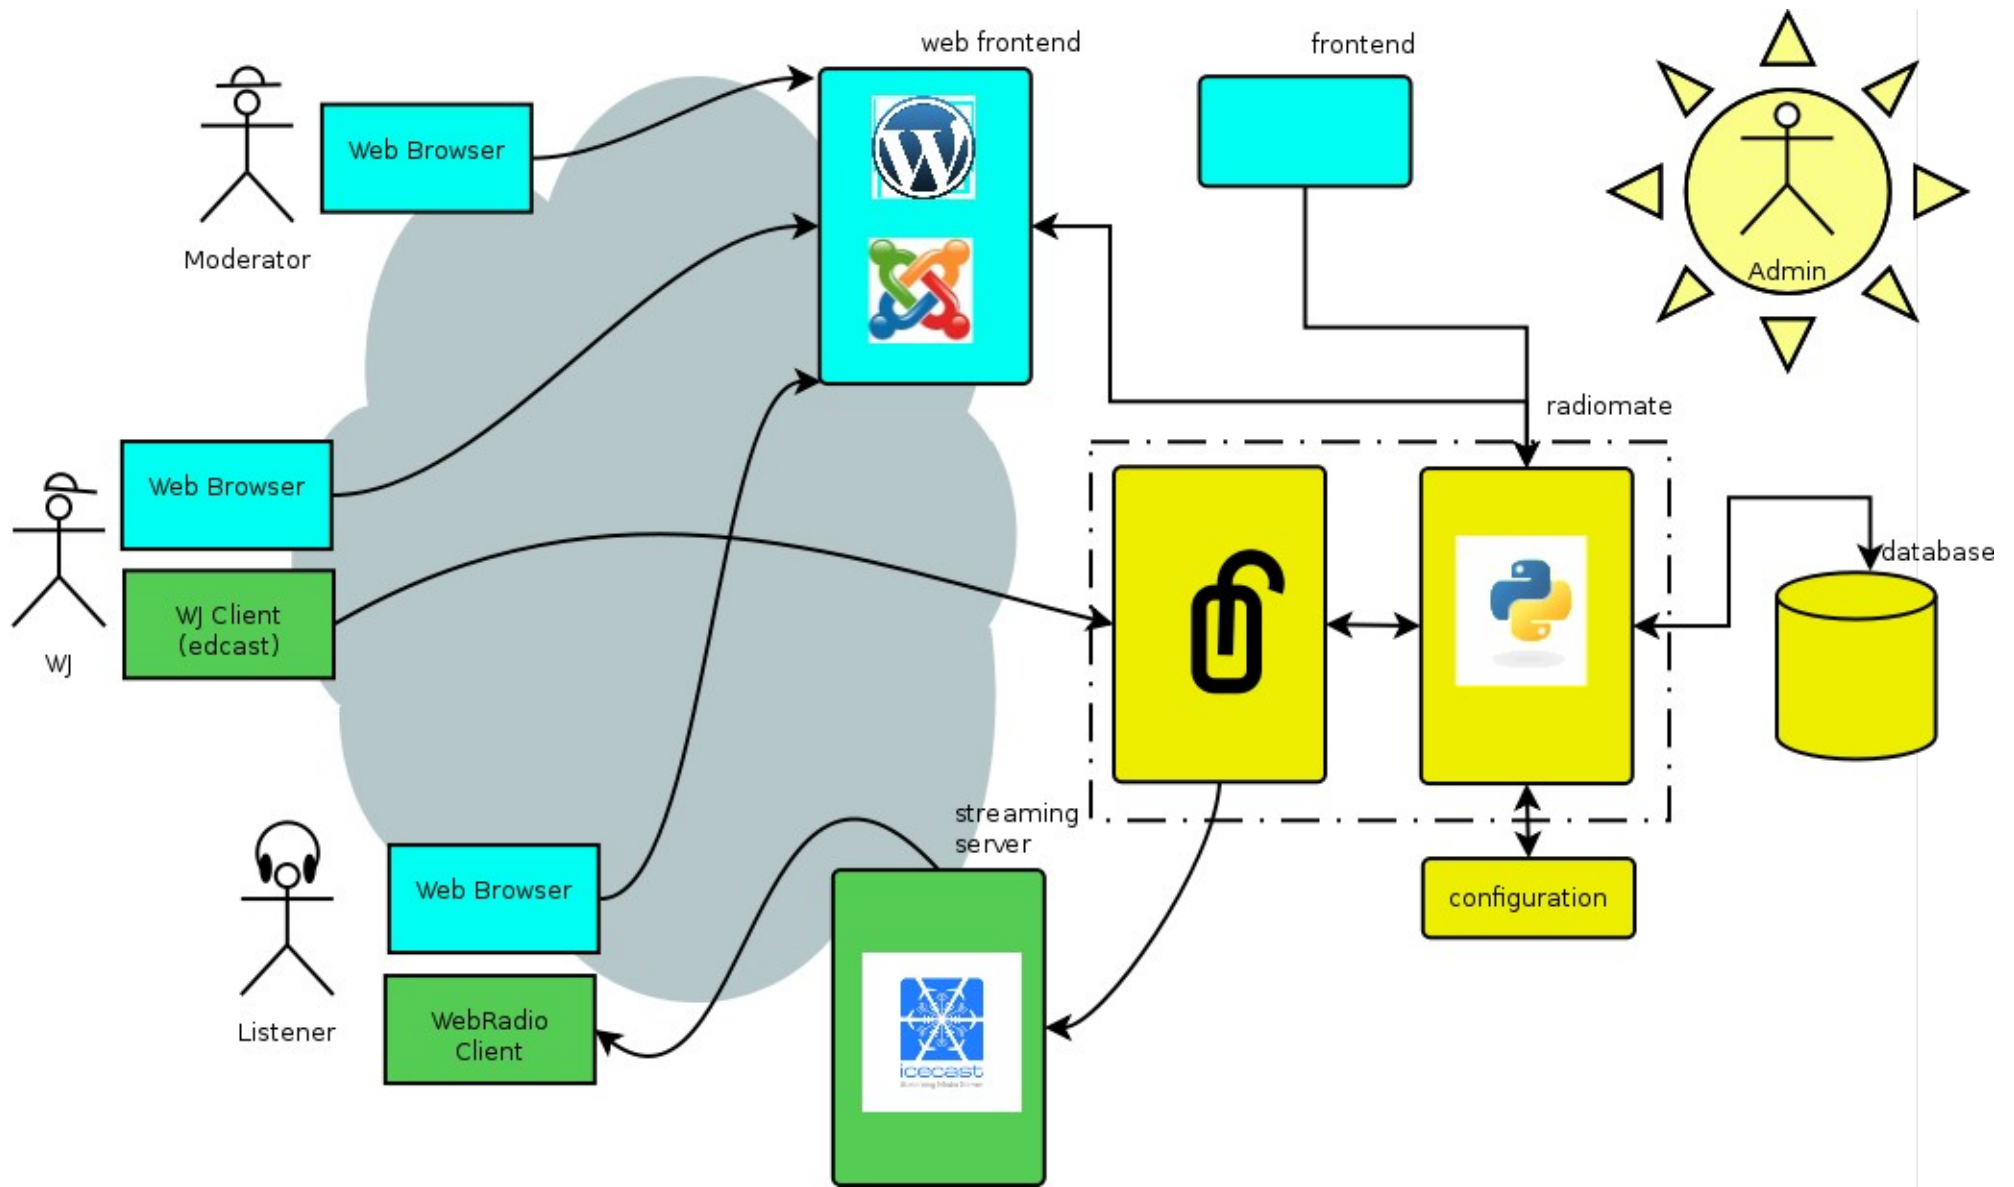 web frontend
frontend
Web Browser
Moderator
Admin
radiomate
Web Browser
database
WJ Client
(edcast)
WJ
streaming
server
Web Browser
configuration
WebRadio
Client
Listener
icecast